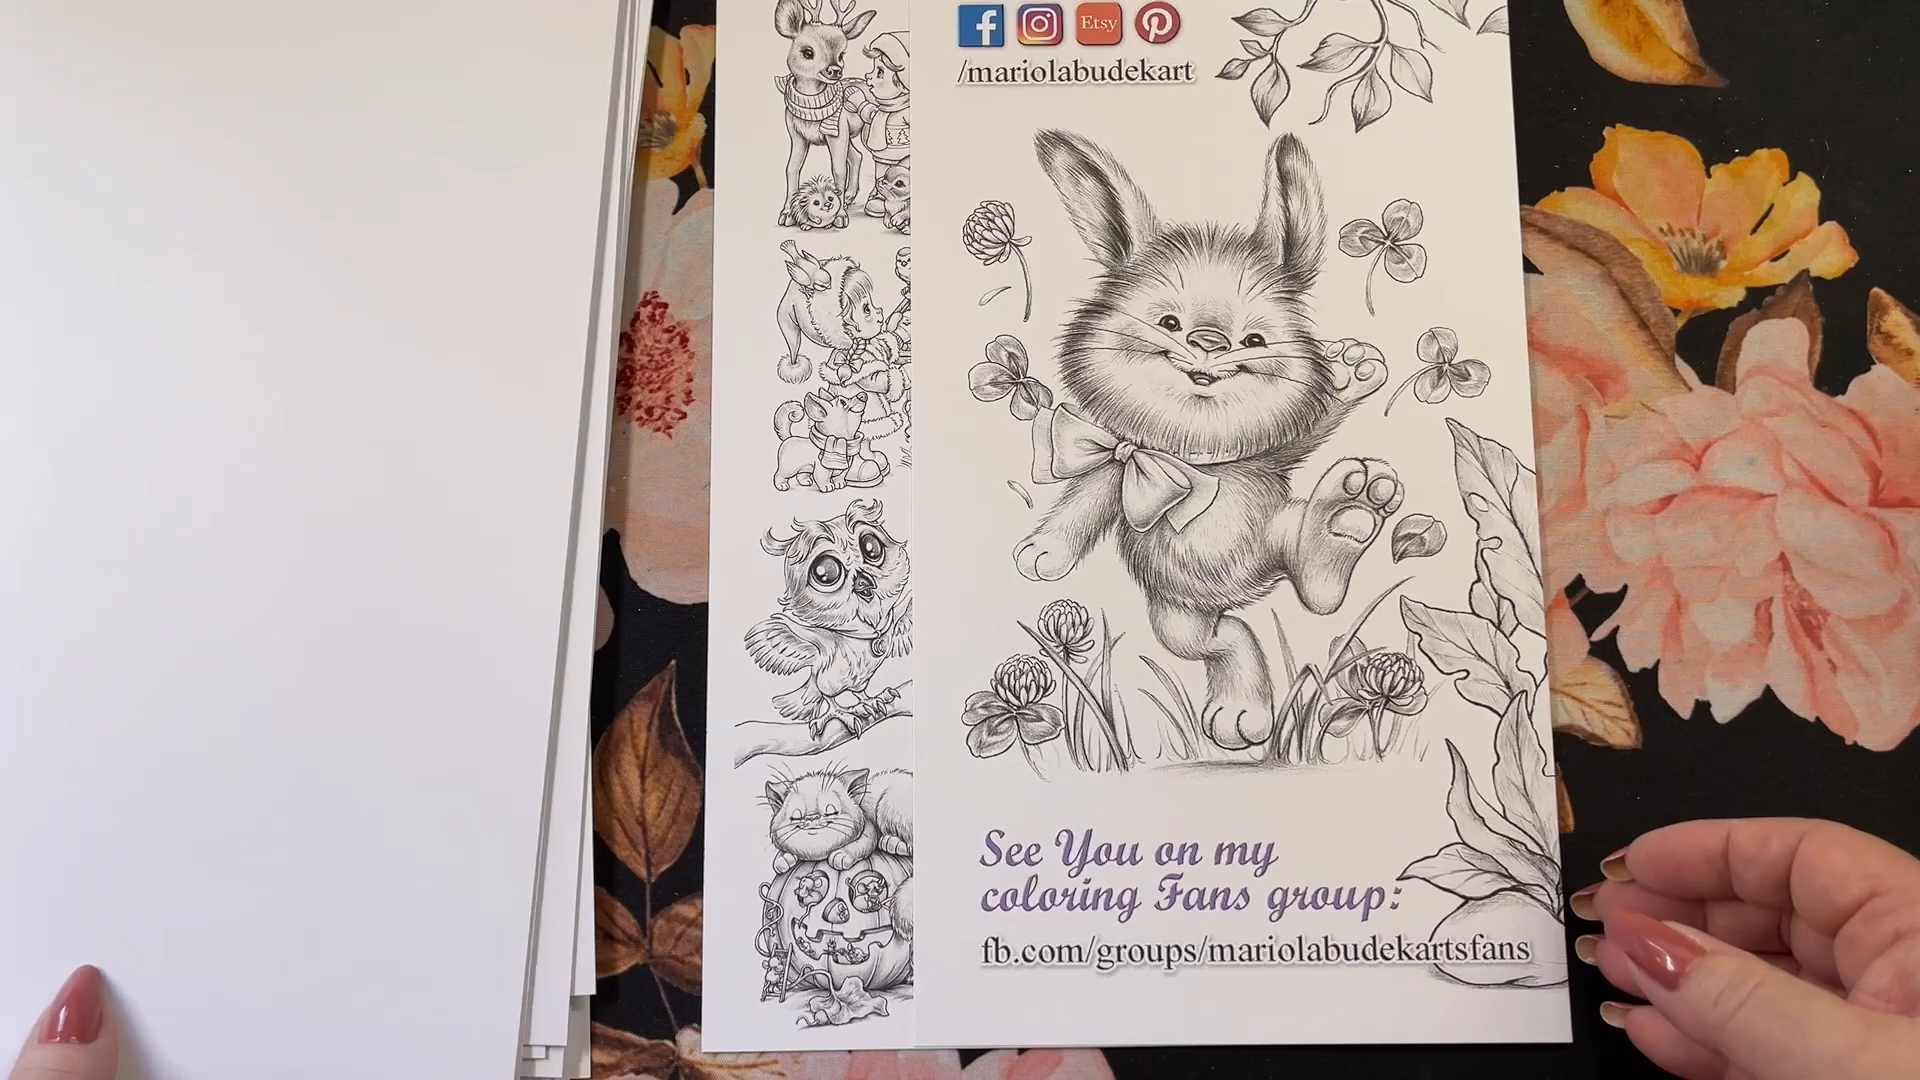 Etsy
/mariolabudekart
See You on my
coloring Fans group:
fb.com/groups/mariolabudekartsfans